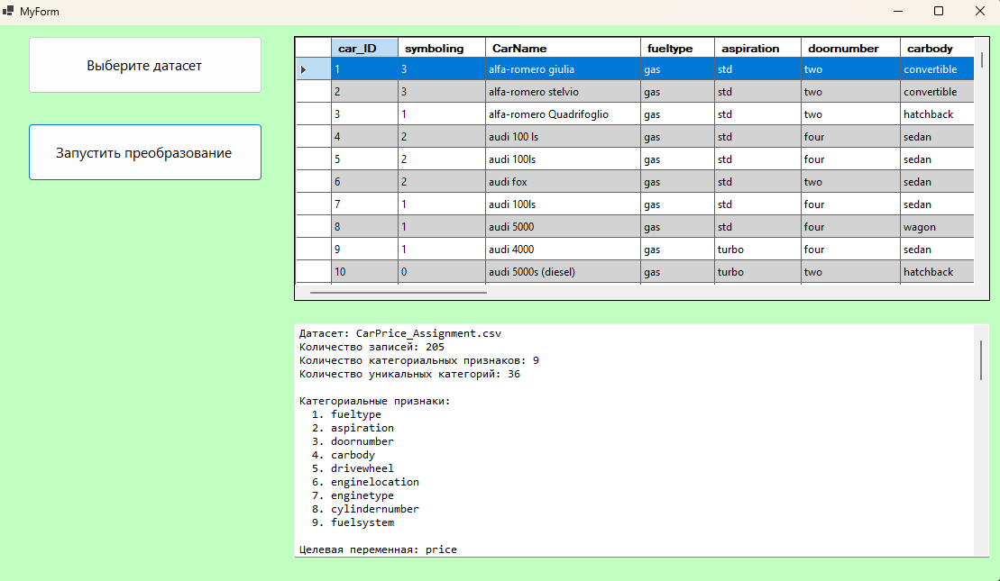 MyForm
Выберите датасет
Запустить преобразование
car_ID symboling CarName fueltype aspiration doornumber carbody
1 3 alfa-romero giulia gas std two convertible
2 3 alfa-romero stelvio gas std two convertible
3 1 alfa-romero Quadrifoglio gas std two hatchback
4 2 audi 100 ls gas std four sedan
5 2 audi 100ls gas std four sedan
6 2 audi fox gas std two sedan
7 1 audi 100ls gas std four sedan
8 1 audi 5000 gas std four wagon
9 1 audi 4000 gas turbo four sedan
10 0 audi 5000s (diesel) gas turbo two hatchback
Датасет: CarPrice_Assignment.csv
Количество записей: 205
Количество категориальных признаков: 9
Количество уникальных категорий: 36
Категориальные признаки:
1. fueltype
2. aspiration
3. doornumber
4. carbody
5. drivewheel
6. enginelocation
7. enginetype
8. cylindernumber
9. fuelsystem
Целевая переменная: price